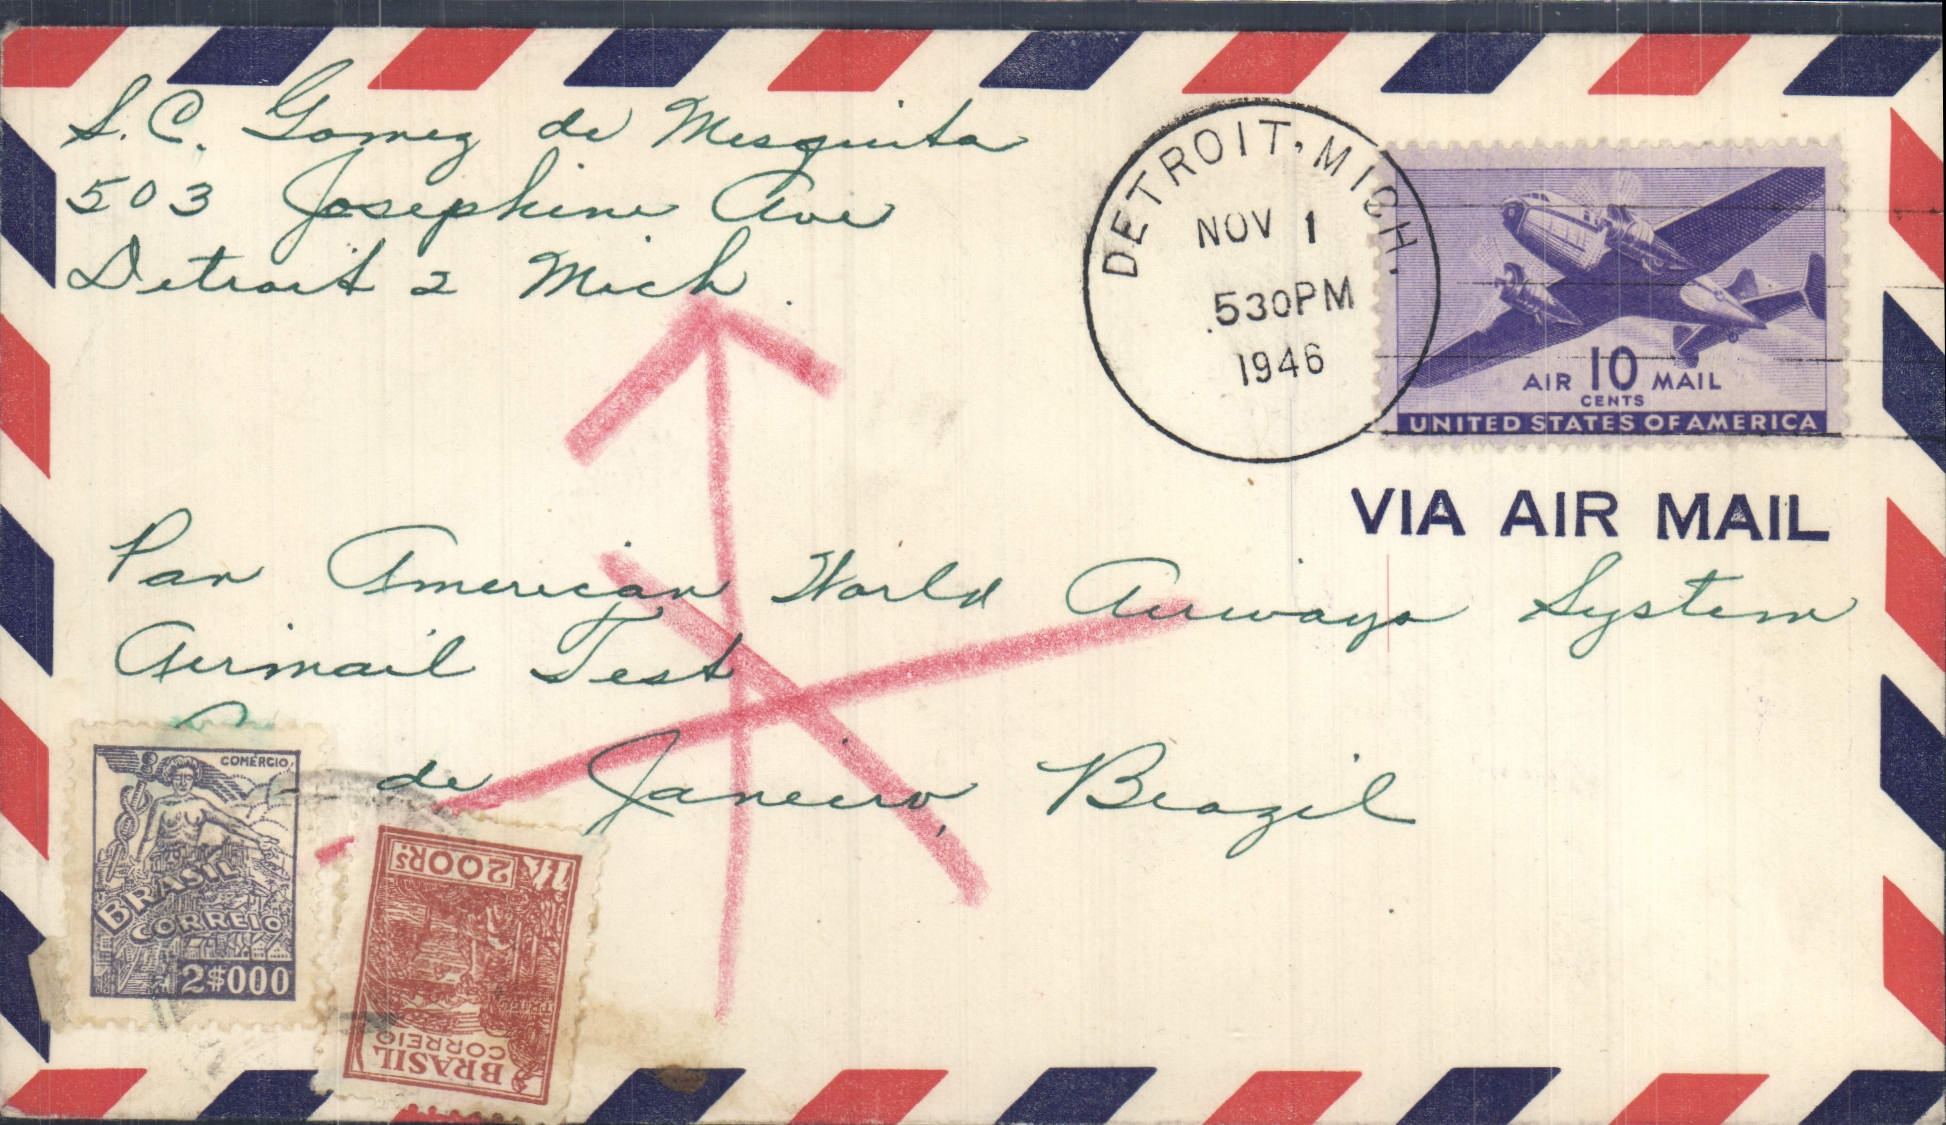 S. C. Gomez de Mesquita
503 Josephine Ave
Detroit 2 Mich.
DETROIT, MICH.
NOV 1
530PM
1946
AIR 10 MAIL
CENTS
UNITED STATES OF AMERICA
VIA AIR MAIL
Pan American World Airways System
Airmail Test
de Janeiro, Brazil
COMÉRCIO
BRASIL
CORREIO
2$000
200Rs
TRIGO
CORREIO
BRASIL